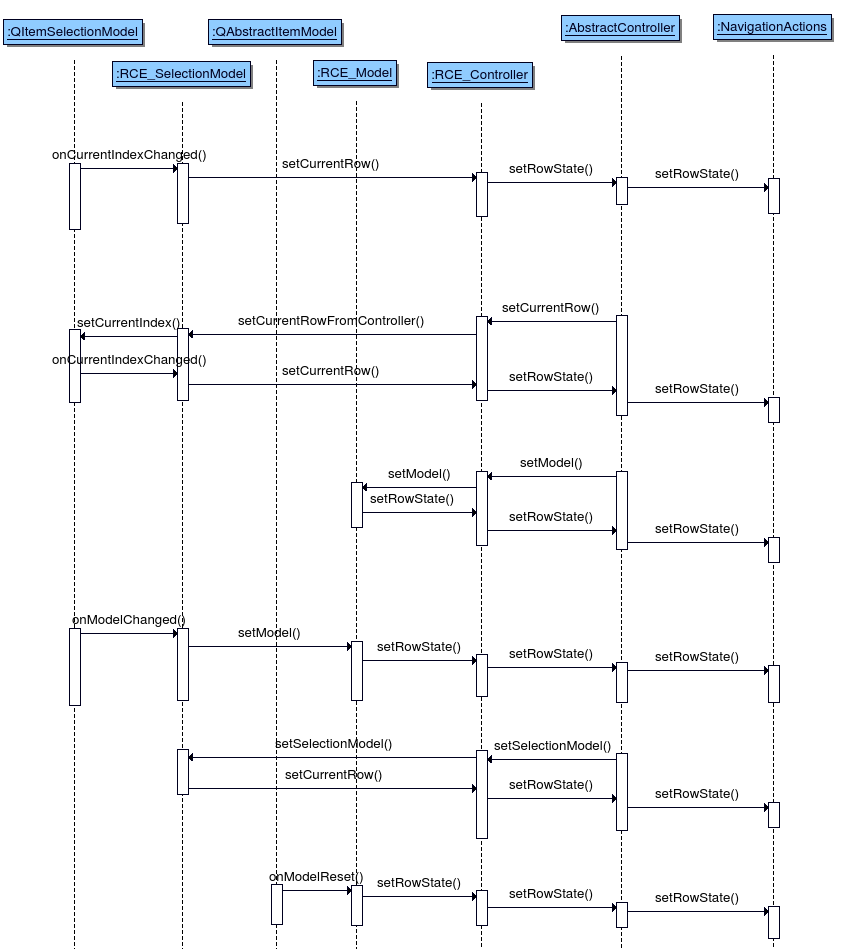 :QItemSelectionModel
:QAbstractItemModel
:AbstractController
:NavigationActions
:RCE_SelectionModel
:RCE_Model
:RCE_Controller
onCurrentIndexChanged()
setCurrentRow()
setRowState()
setRowState()
setCurrentRow()
setCurrentIndex()
setCurrentRowFromController()
onCurrentIndexChanged()
setCurrentRow()
setRowState()
setRowState()
setModel()
setModel()
setRowState()
setRowState()
setRowState()
onModelChanged()
setModel()
setRowState()
setRowState()
setRowState()
setSelectionModel()
setSelectionModel()
setCurrentRow()
setRowState()
setRowState()
onModelReset()
setRowState()
setRowState()
setRowState()